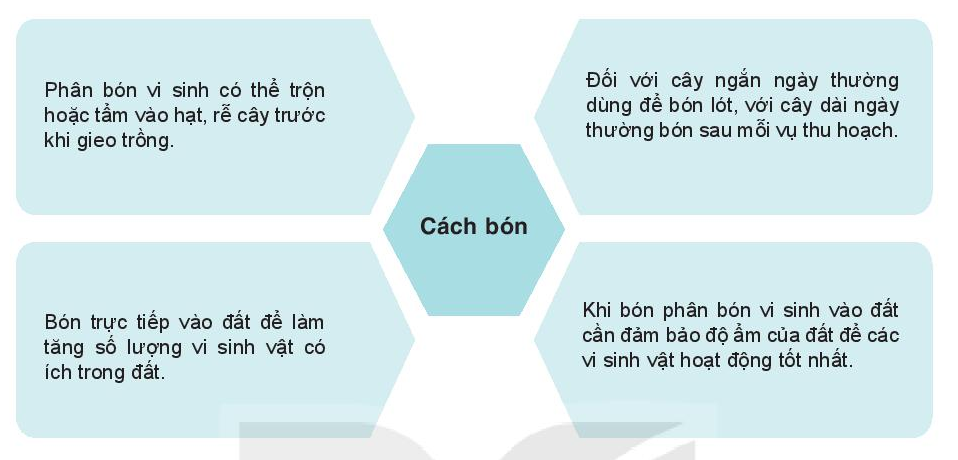 Phân bón vi sinh có thể trộn
hoặc tẩm vào hạt, rễ cây trước
khi gieo trồng.
Đối với cây ngắn ngày thường
dùng để bón lót, với cây dài ngày
thường bón sau mỗi vụ thu hoạch.
Cách bón
Bón trực tiếp vào đất để làm
tăng số lượng vi sinh vật có
ích trong đất.
Khi bón phân bón vi sinh vào đất
cần đảm bảo độ ẩm của đất để các
vi sinh vật hoạt động tốt nhất.